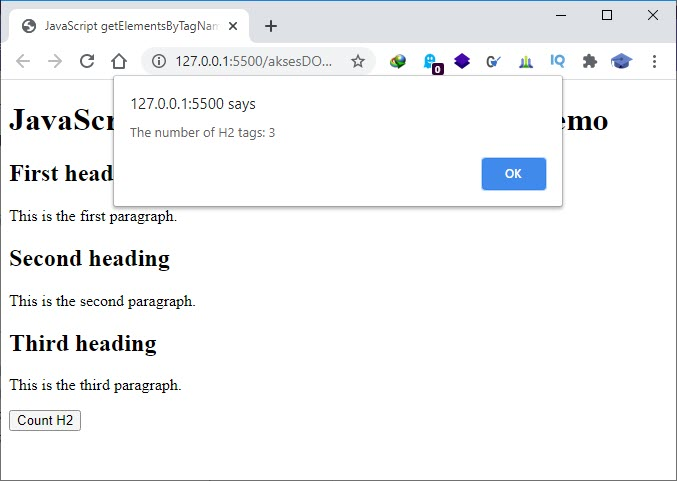 JavaScript getElementsByTagNam
127.0.0.1:5500/aksesDO...
0
IQ
127.0.0.1:5500 says
The number of H2 tags: 3
OK
JavaScr emo
First head
This is the first paragraph.
Second heading
This is the second paragraph.
Third heading
This is the third paragraph.
Count H2